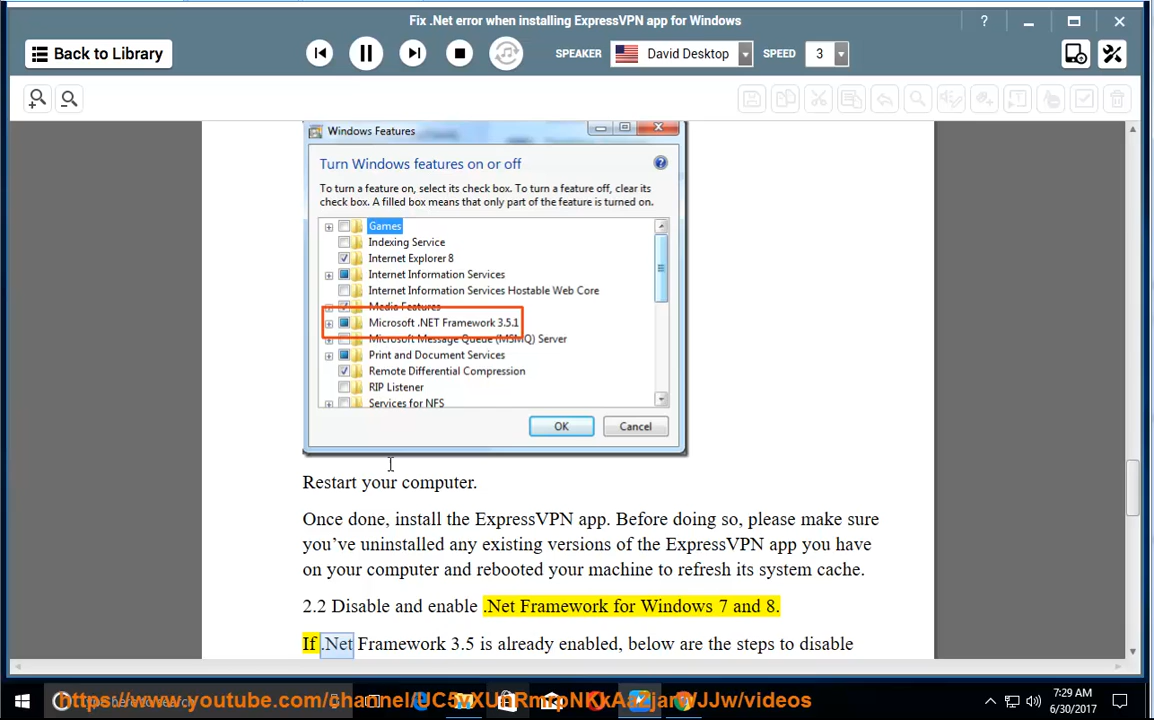 Fix .Net error when installing ExpressVPN app for Windows
Back to Library
SPEAKER David Desktop SPEED 3
Windows Features
Turn Windows features on or off
To turn a feature on, select its check box. To turn a feature off, clear its
check box. A filled box means that only part of the feature is turned on.
Games
Indexing Service
Internet Explorer 8
Internet Information Services
Internet Information Services Hostable Web Core
Media Features
Microsoft .NET Framework 3.5.1
Microsoft Message Queue (MSMQ) Server
Print and Document Services
Remote Differential Compression
RIP Listener
Services for NFS
OK Cancel
Restart your computer.
Once done, install the ExpressVPN app. Before doing so, please make sure
you’ve uninstalled any existing versions of the ExpressVPN app you have
on your computer and rebooted your machine to refresh its system cache.
2.2 Disable and enable .Net Framework for Windows 7 and 8.
If .Net Framework 3.5 is already enabled, below are the steps to disable
7:29 AM
6/30/2017